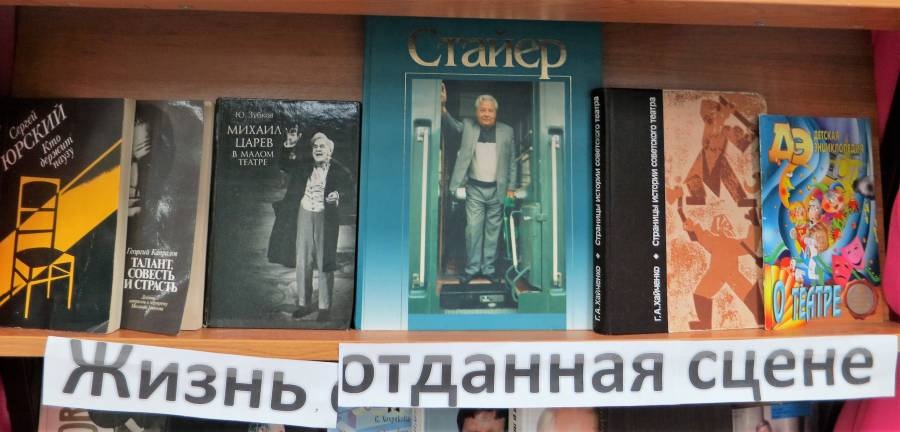 Сергей
ЮРСКИЙ
Кто
держит
паузу
Георгий Капралов
ТАЛАНТ,
СОВЕСТЬ
И СТРАСТЬ
Ю. Зубков
МИХАИЛ
ЦАРЕВ
В МАЛОМ
ТЕАТРЕ
Стайер
Г. А. Хайченко ◆ Страницы истории советского театра
Г. А. Хайченко ◆ Страницы истории советского театра
ДЭ ДЕТСКАЯ
ЭНЦИКЛОПЕДИЯ
О ТЕАТРЕ
Жизнь, отданная сцене